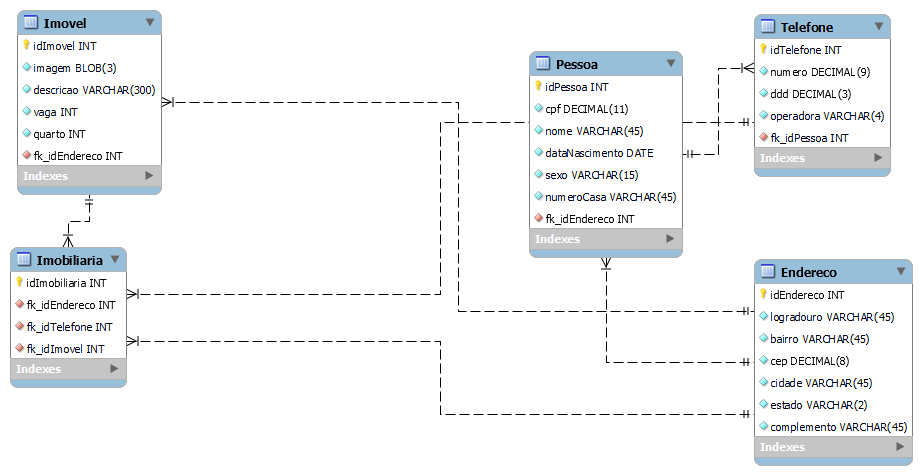 Imovel
idImovel INT
imagem BLOB(3)
descricao VARCHAR(300)
vaga INT
quarto INT
fk_idEndereco INT
Indexes
Imobiliaria
idImobiliaria INT
fk_idEndereco INT
fk_idTelefone INT
fk_idImovel INT
Indexes
Pessoa
idPessoa INT
cpf DECIMAL(11)
nome VARCHAR(45)
dataNascimento DATE
sexo VARCHAR(15)
numeroCasa VARCHAR(45)
fk_idEndereco INT
Indexes
Telefone
idTelefone INT
numero DECIMAL(9)
ddd DECIMAL(3)
operadora VARCHAR(4)
fk_idPessoa INT
Indexes
Endereco
idEndereco INT
logradouro VARCHAR(45)
bairro VARCHAR(45)
cep DECIMAL(8)
cidade VARCHAR(45)
estado VARCHAR(2)
complemento VARCHAR(45)
Indexes